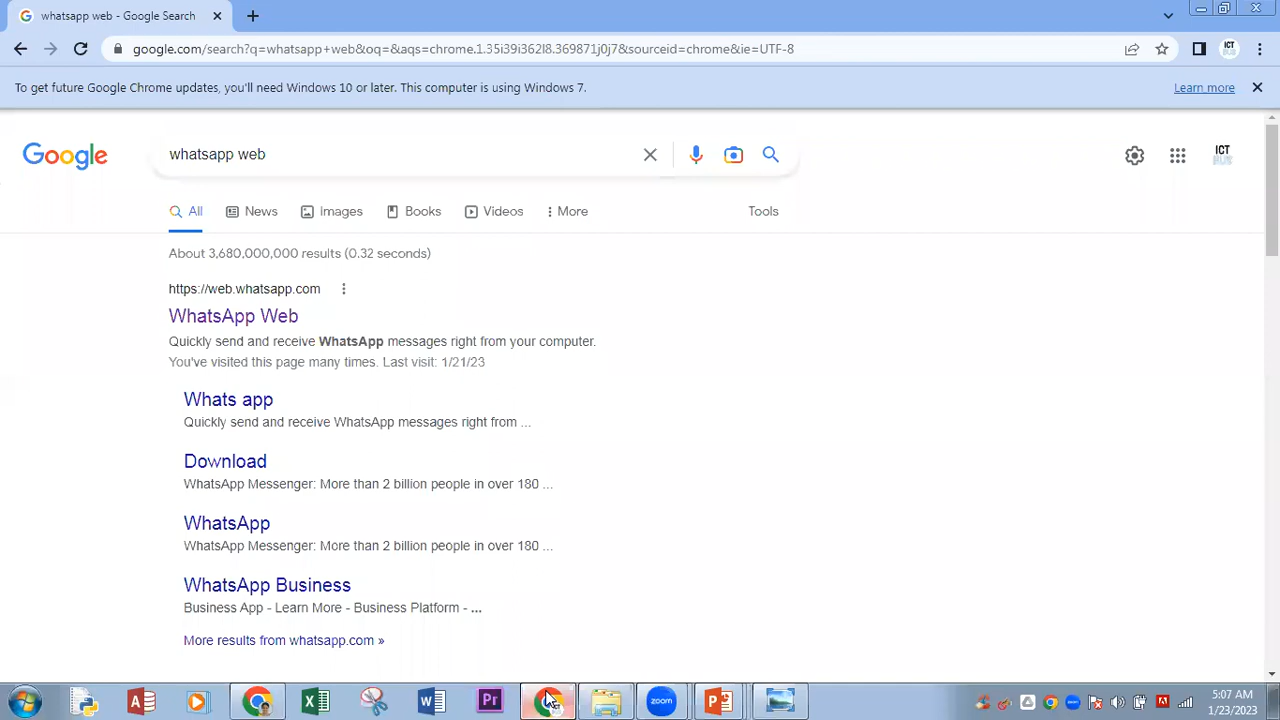 whatsapp web - Google Search
google.com/search?q=whatsapp+web&oq=&aqs=chrome.1.35i39i362l8.369871j0j7&sourceid=chrome&ie=UTF-8
ICT
To get future Google Chrome updates, you'll need Windows 10 or later. This computer is using Windows 7.
Learn more
Google
whatsapp web
ICT
All
News
Images
Books
Videos
More
Tools
About 3,680,000,000 results (0.32 seconds)
https://web.whatsapp.com
WhatsApp Web
Quickly send and receive WhatsApp messages right from your computer.
You've visited this page many times. Last visit: 1/21/23
Whats app
Quickly send and receive WhatsApp messages right from ...
Download
WhatsApp Messenger: More than 2 billion people in over 180 ...
WhatsApp
WhatsApp Messenger: More than 2 billion people in over 180 ...
WhatsApp Business
Business App - Learn More - Business Platform - ...
More results from whatsapp.com »
Pr
zoom
5:07 AM
1/23/2023